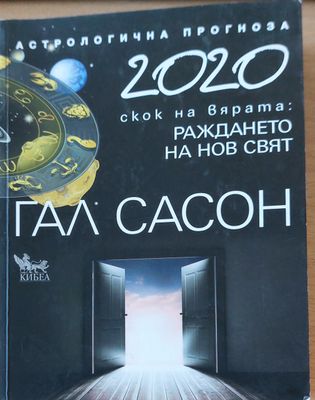 АСТРОЛОГИЧНА ПРОГНОЗА
2020
скок на вярата:
РАЖДАНЕТО
НА НОВ СВЯТ
ГАЛ САСОН
КИБЕА